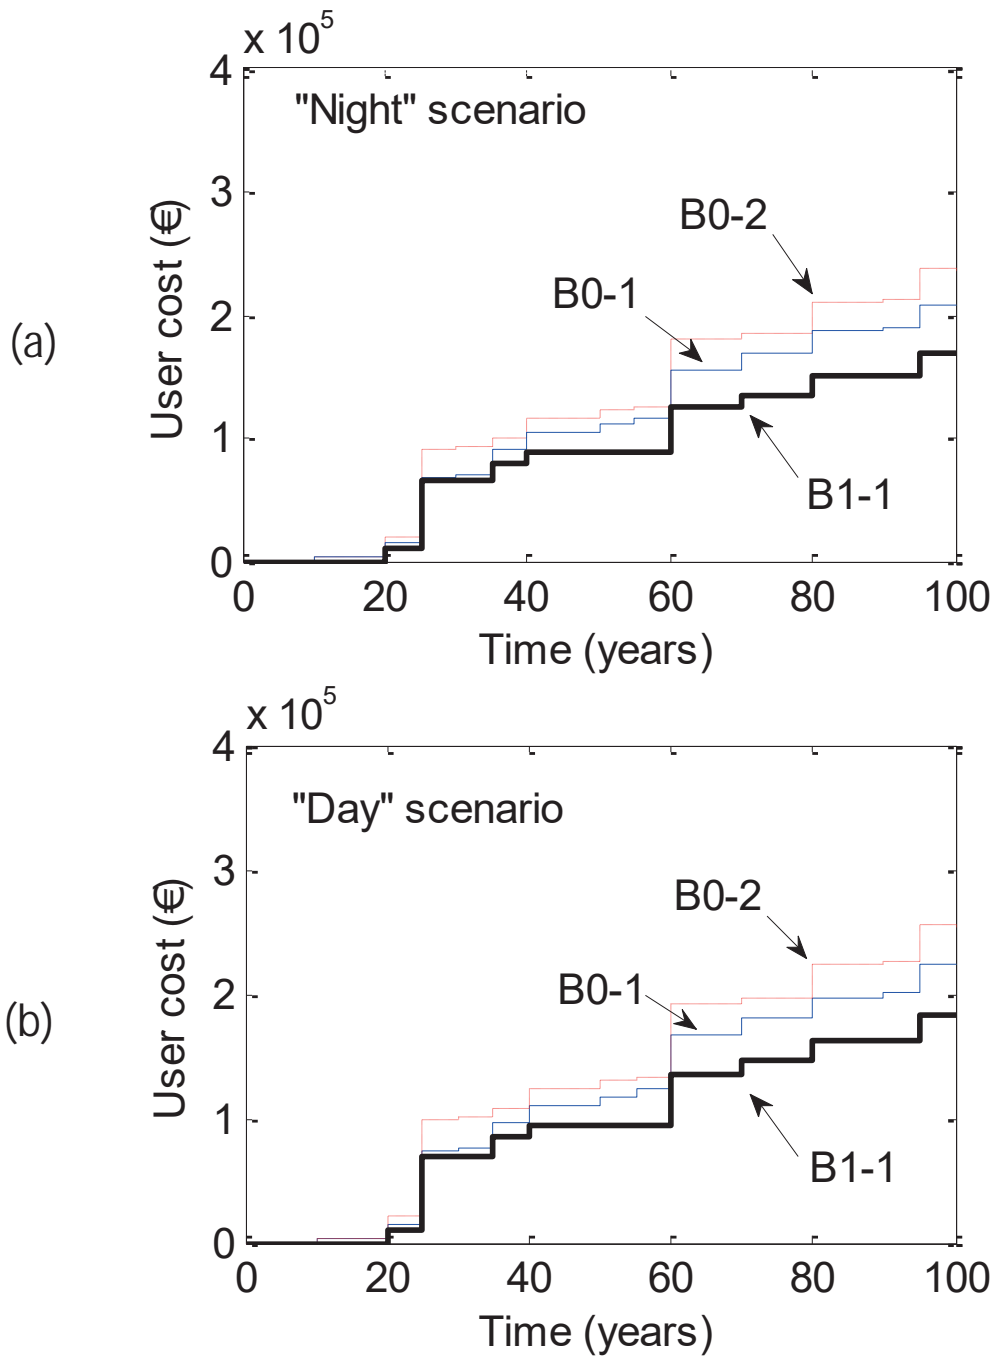 x 10^5
4
"Night" scenario
3
B0-2
B0-1
2
User cost (€)
(a)
1
B1-1
0
0 20 40 60 80 100
Time (years)
x 10^5
4
"Day" scenario
3
B0-2
B0-1
2
User cost (€)
(b)
1
B1-1
0
0 20 40 60 80 100
Time (years)